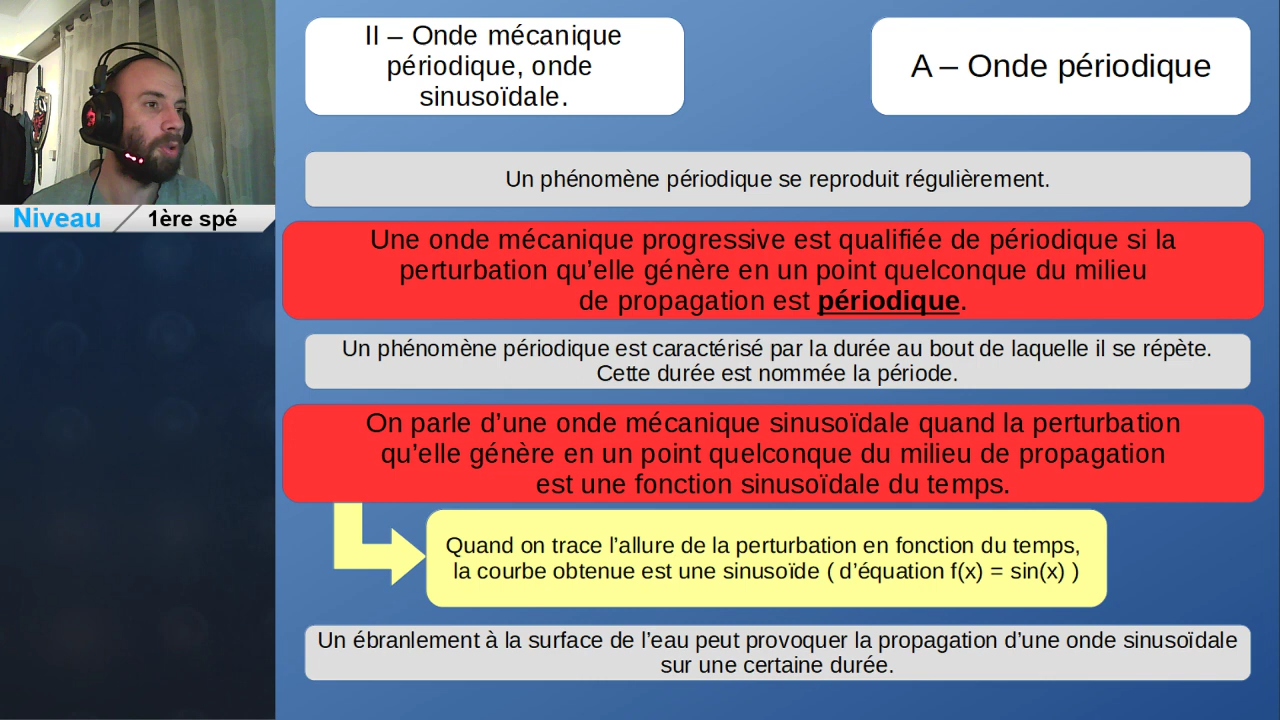 II – Onde mécanique
périodique, onde
sinusoïdale.
A – Onde périodique
Un phénomène périodique se reproduit régulièrement.
Niveau
1ère spé
Une onde mécanique progressive est qualifiée de périodique si la
perturbation qu’elle génère en un point quelconque du milieu
de propagation est périodique.
Un phénomène périodique est caractérisé par la durée au bout de laquelle il se répète.
Cette durée est nommée la période.
On parle d’une onde mécanique sinusoïdale quand la perturbation
qu’elle génère en un point quelconque du milieu de propagation
est une fonction sinusoïdale du temps.
Quand on trace l’allure de la perturbation en fonction du temps,
la courbe obtenue est une sinusoïde ( d’équation f(x) = sin(x) )
Un ébranlement à la surface de l’eau peut provoquer la propagation d’une onde sinusoïdale
sur une certaine durée.